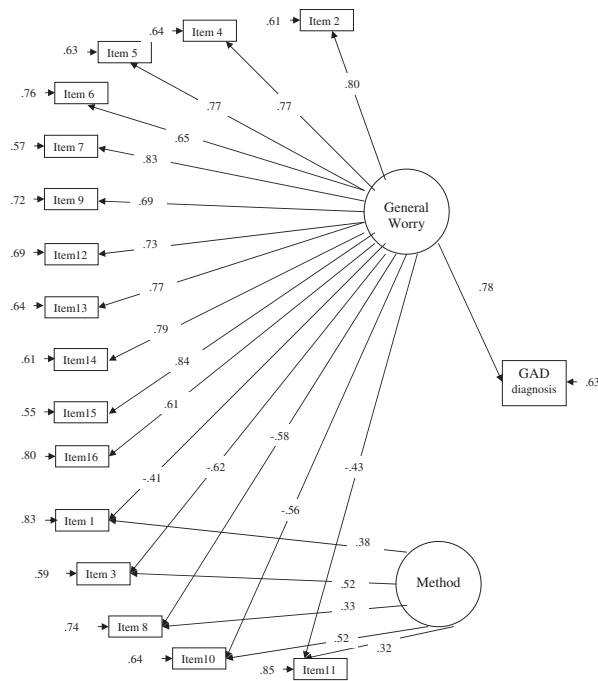 .61 Item 2
.64 Item 4
.63 Item 5
.80
.76 Item 6
.77 .77
.65
.57 Item 7
.83
.72 Item 9 .69
General
Worry
.69 Item12 .73
.64 Item13 .77
.78
.61 Item14 .79
GAD
diagnosis .63
.55 Item15 .84
.61
.80 Item16
-.58
-.41 -.62 -.43
-.56
.83 Item 1
.38
.59 Item 3 .52 Method
.33
.74 Item 8
.52
.32
.64 Item10
.85 Item11